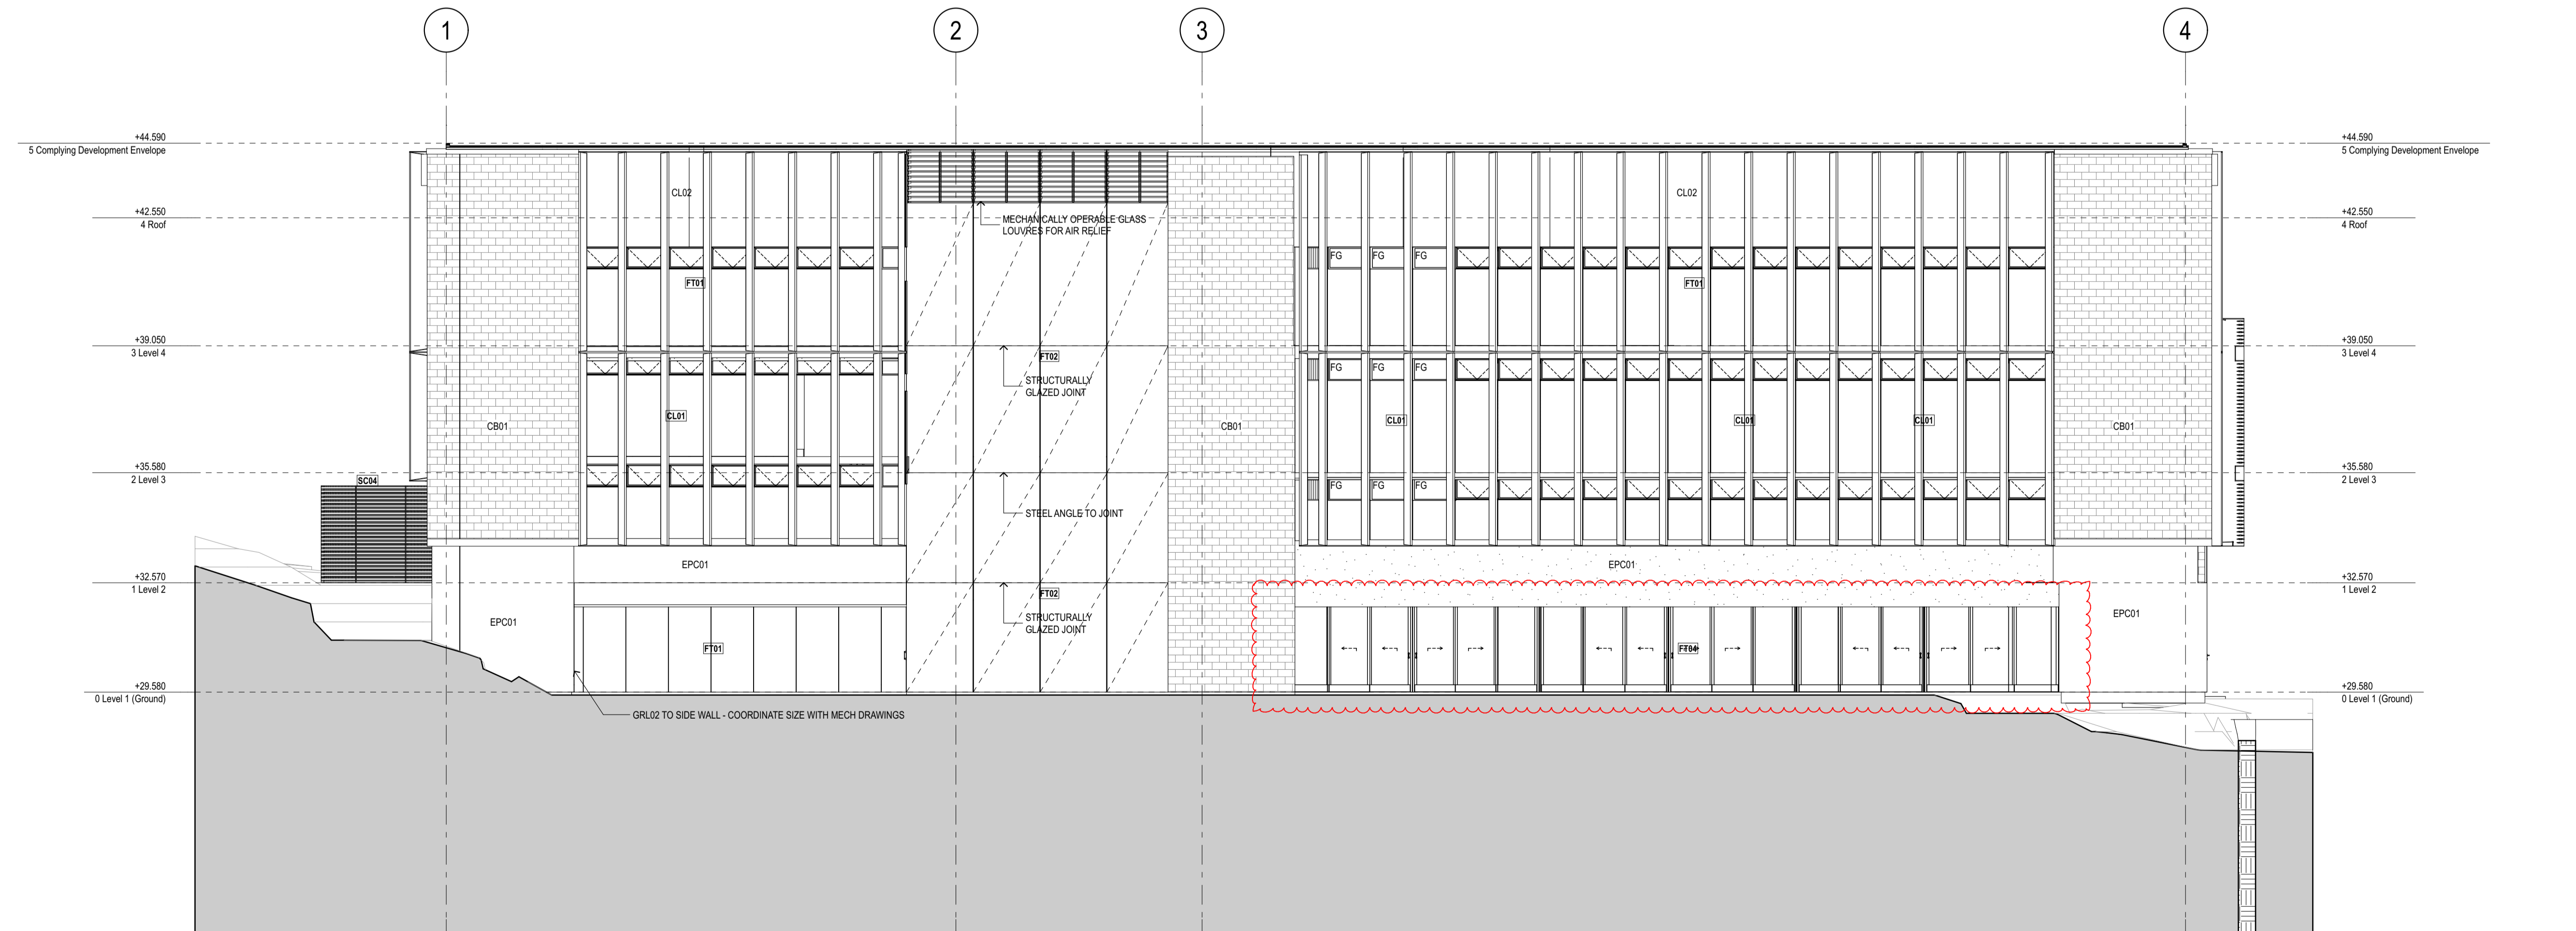 1
2
3
4
+44.590
5 Complying Development Envelope
+44.590
5 Complying Development Envelope
CL02
CL02
+42.550
4 Roof
MECHANICALLY OPERABLE GLASS
LOUVRES FOR AIR RELIEF
+42.550
4 Roof
FG
FG
FG
FT01
FT01
+39.050
3 Level 4
FT02
+39.050
3 Level 4
FG
FG
FG
STRUCTURALLY
GLAZED JOINT
CL01
CL01
CL01
CL01
CB01
CB01
CB01
+35.580
2 Level 3
+35.580
2 Level 3
SC04
FG
FG
FG
STEEL ANGLE TO JOINT
EPC01
EPC01
+32.570
1 Level 2
+32.570
1 Level 2
FT02
EPC01
STRUCTURALLY
GLAZED JOINT
EPC01
FT01
FT04
+29.580
0 Level 1 (Ground)
+29.580
0 Level 1 (Ground)
GRL02 TO SIDE WALL - COORDINATE SIZE WITH MECH DRAWINGS